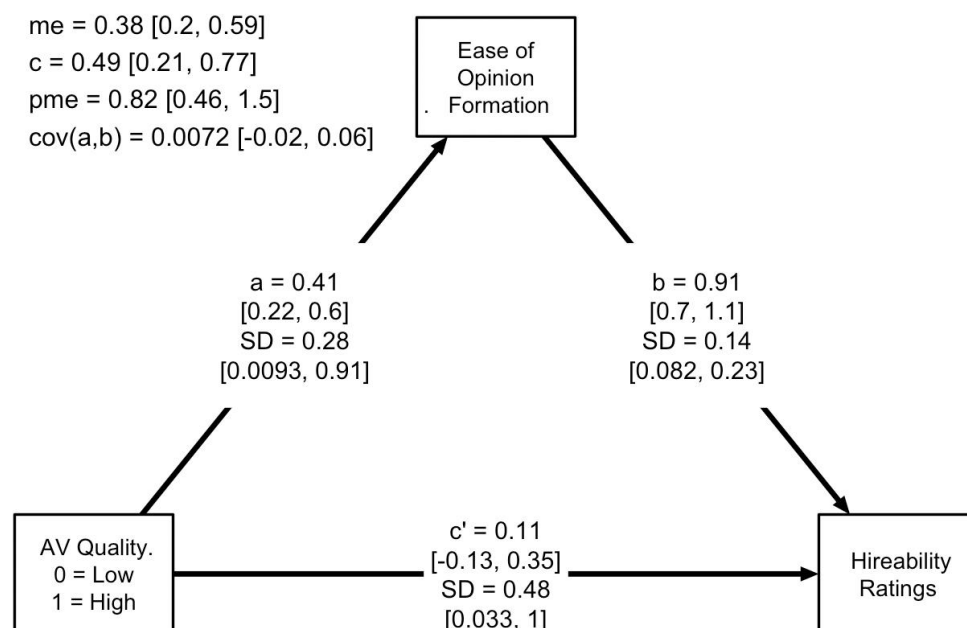 me = 0.38 [0.2, 0.59]
c = 0.49 [0.21, 0.77]
pme = 0.82 [0.46, 1.5]
cov(a,b) = 0.0072 [-0.02, 0.06]
Ease of
Opinion
. Formation
a = 0.41
[0.22, 0.6]
SD = 0.28
[0.0093, 0.91]
b = 0.91
[0.7, 1.1]
SD = 0.14
[0.082, 0.23]
AV Quality.
0 = Low
1 = High
c' = 0.11
[-0.13, 0.35]
SD = 0.48
[0.033, 1]
Hireability
Ratings